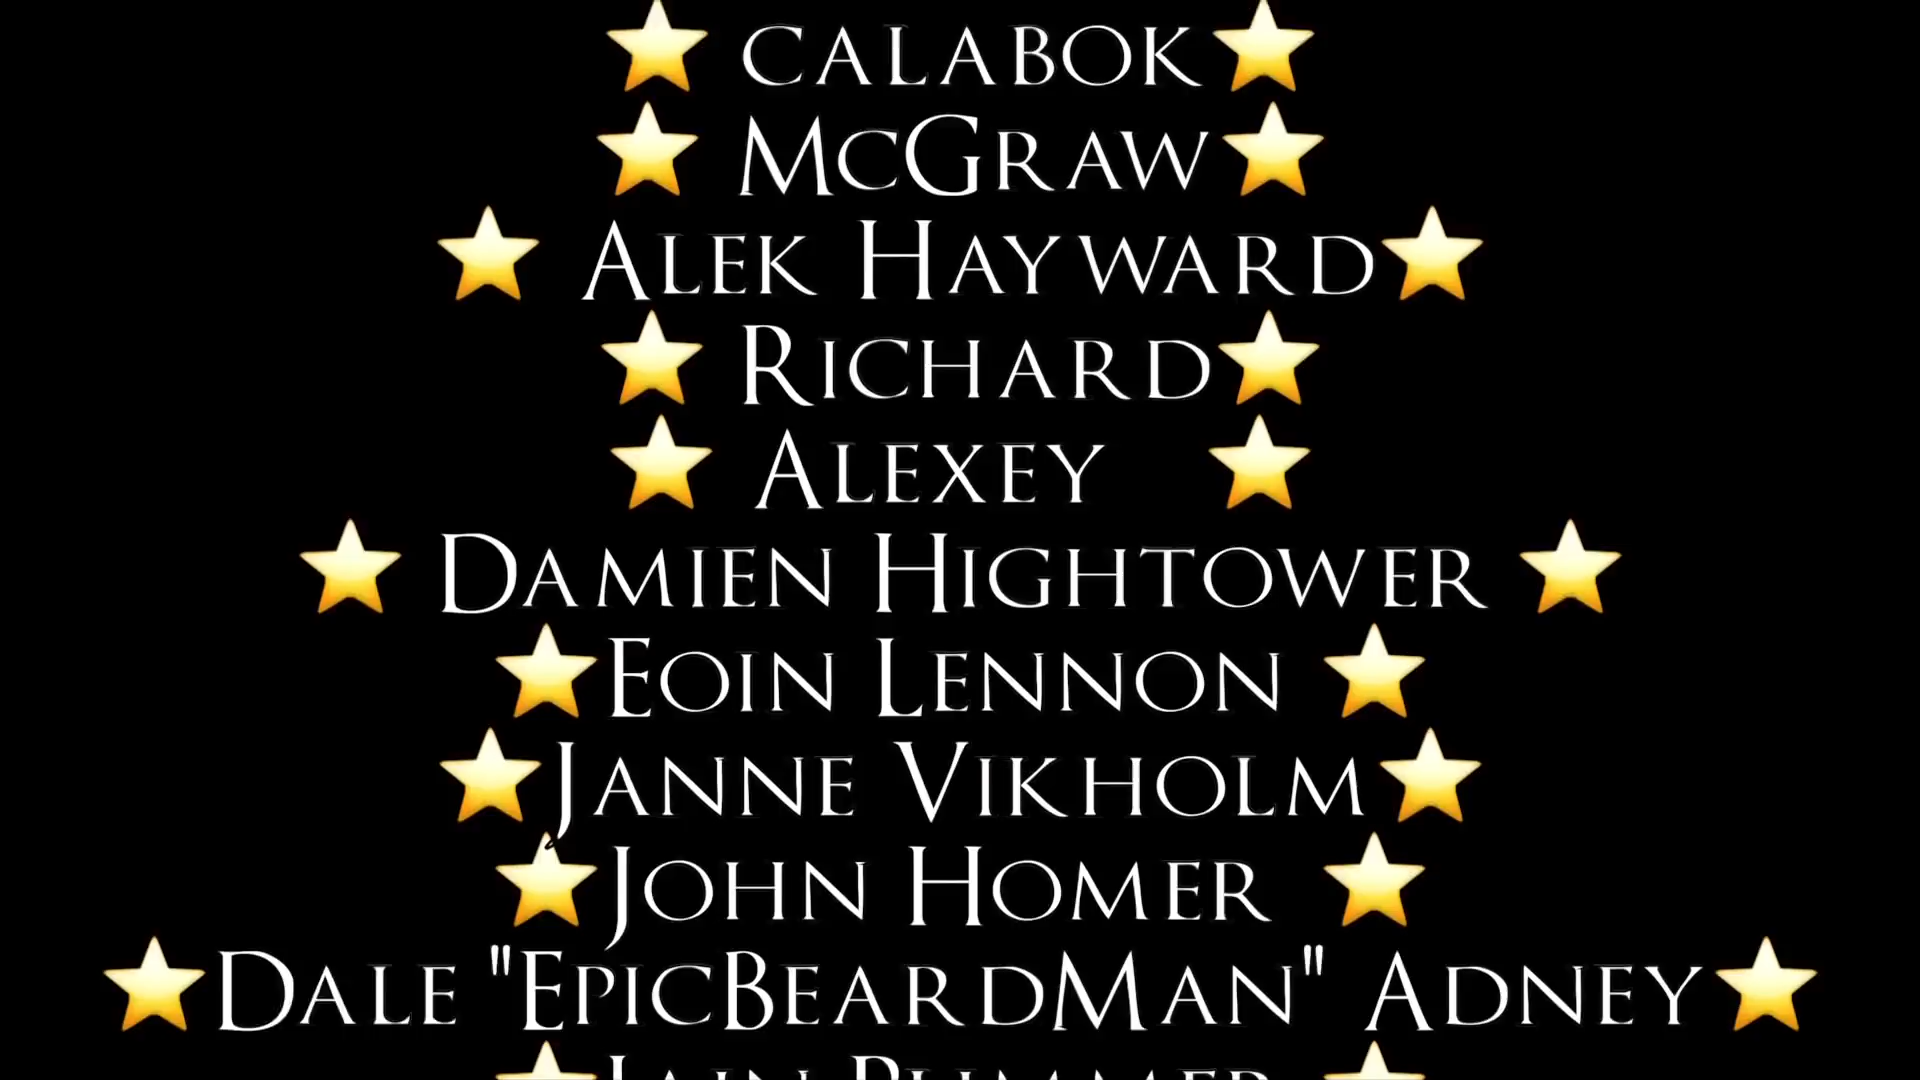 ⭐ CALABOK⭐
⭐ McGraw⭐
⭐ Alek Hayward⭐
⭐ Richard⭐
⭐ Alexey ⭐
⭐ Damien Hightower ⭐
⭐Eoin Lennon ⭐
⭐Janne Vikholm⭐
⭐John Homer ⭐
⭐Dale "EpicBeardMan" Adney⭐